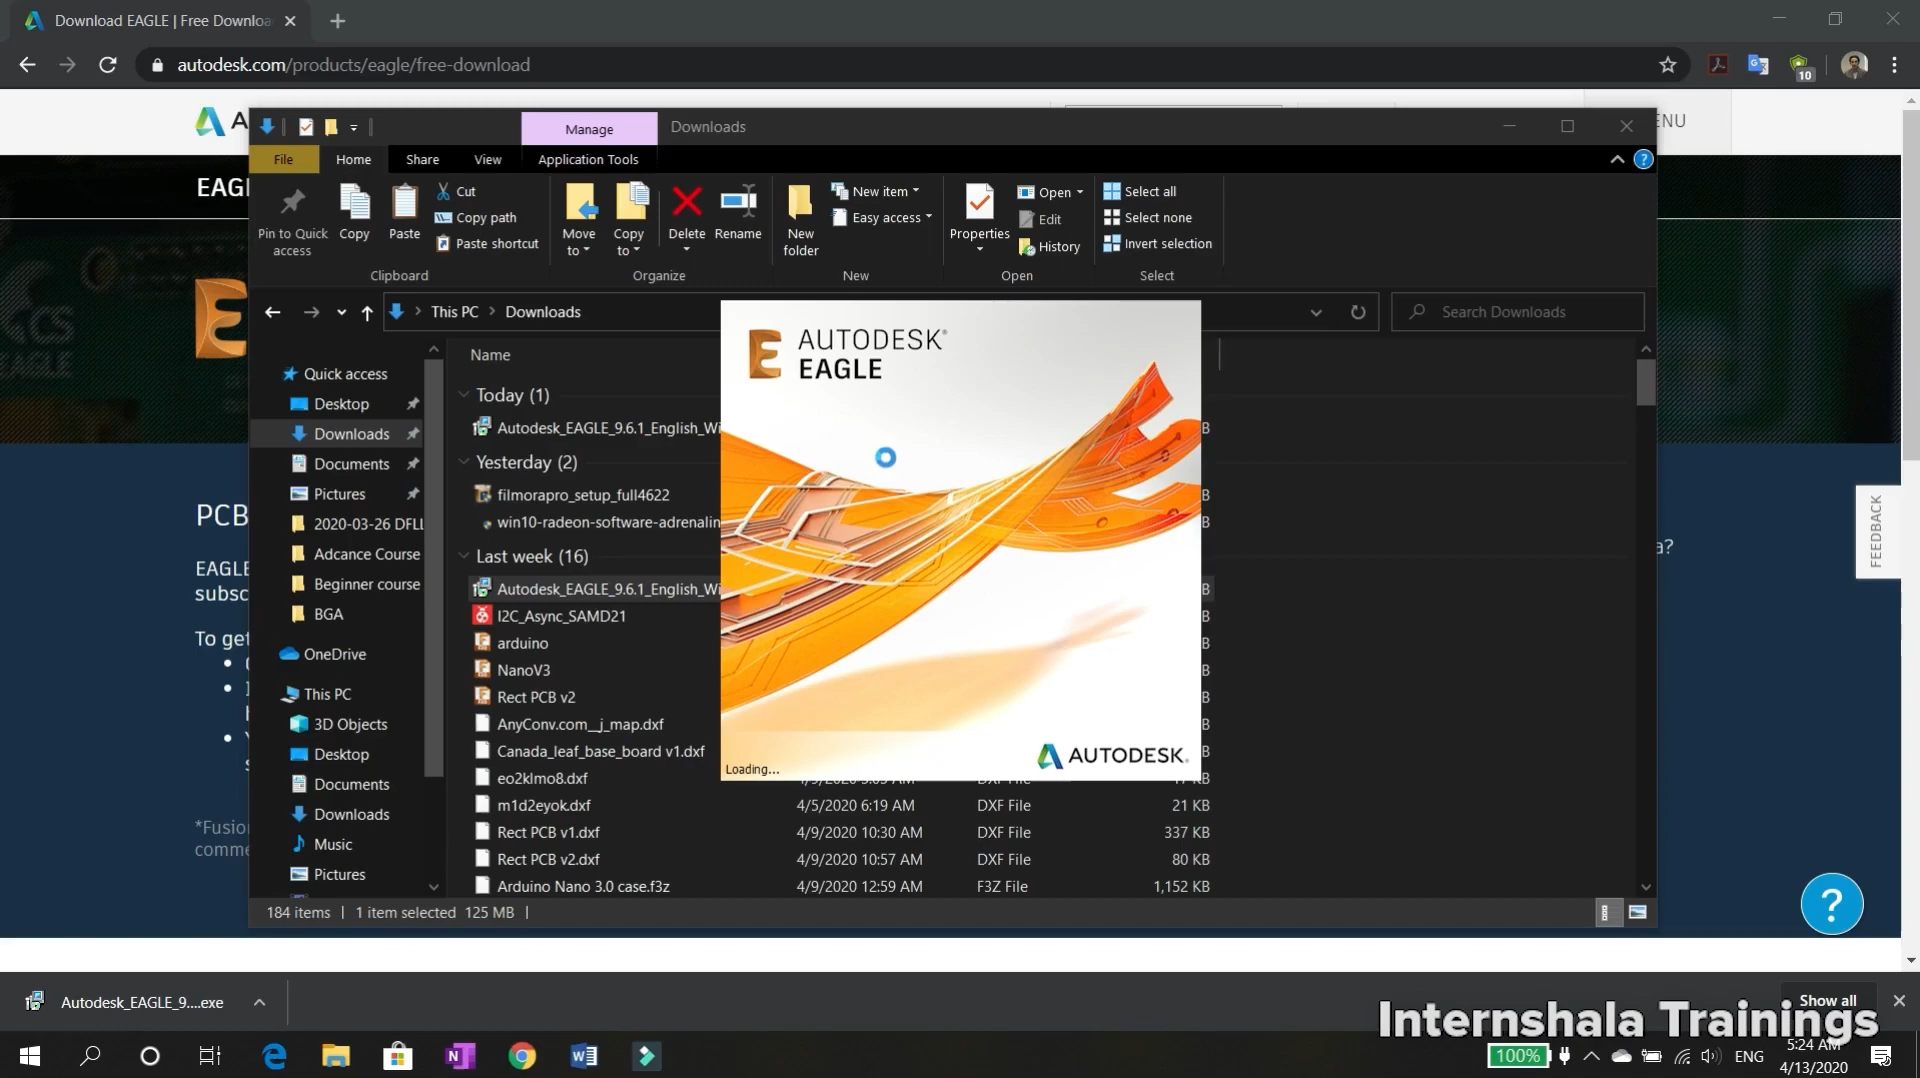 Download EAGLE | Free Downloa
autodesk.com/products/eagle/free-download
10
A
ENU
Manage
Downloads
File
Home
Share
View
Application Tools
Pin to Quick access
Copy
Paste
Cut
Copy path
Paste shortcut
Clipboard
Move to
Copy to
Delete
Rename
Organize
New folder
New item
Easy access
New
Properties
Open
Edit
History
Open
Select all
Select none
Invert selection
Select
EAGL
CS
EAGLE
This PC
Downloads
Search Downloads
Quick access
Desktop
Downloads
Documents
Pictures
2020-03-26 DFLL
Adcance Course
Beginner course
BGA
OneDrive
This PC
3D Objects
Desktop
Documents
Downloads
Music
Pictures
Name
Today (1)
Autodesk_EAGLE_9.6.1_English_Wi
B
Yesterday (2)
filmorapro_setup_full4622
B
win10-radeon-software-adrenalin
B
Last week (16)
Autodesk_EAGLE_9.6.1_English_Wi
B
I2C_Async_SAMD21
B
arduino
B
NanoV3
B
Rect PCB v2
B
AnyConv.com__j_map.dxf
B
Canada_leaf_base_board v1.dxf
B
eo2klmo8.dxf
KB
m1d2eyok.dxf 4/5/2020 6:19 AM DXF File 21 KB
Rect PCB v1.dxf 4/9/2020 10:30 AM DXF File 337 KB
Rect PCB v2.dxf 4/9/2020 10:57 AM DXF File 80 KB
Arduino Nano 3.0 case.f3z 4/9/2020 12:59 AM F3Z File 1,152 KB
AUTODESK®
EAGLE
Loading...
AUTODESK.
184 items
1 item selected 125 MB
PCB
EAGLE
subsc
To get
*Fusio
comme
a?
FEEDBACK
?
Autodesk_EAGLE_9....exe
Show all
Internshala Trainings
100%
ENG
5:24 AM
4/13/2020